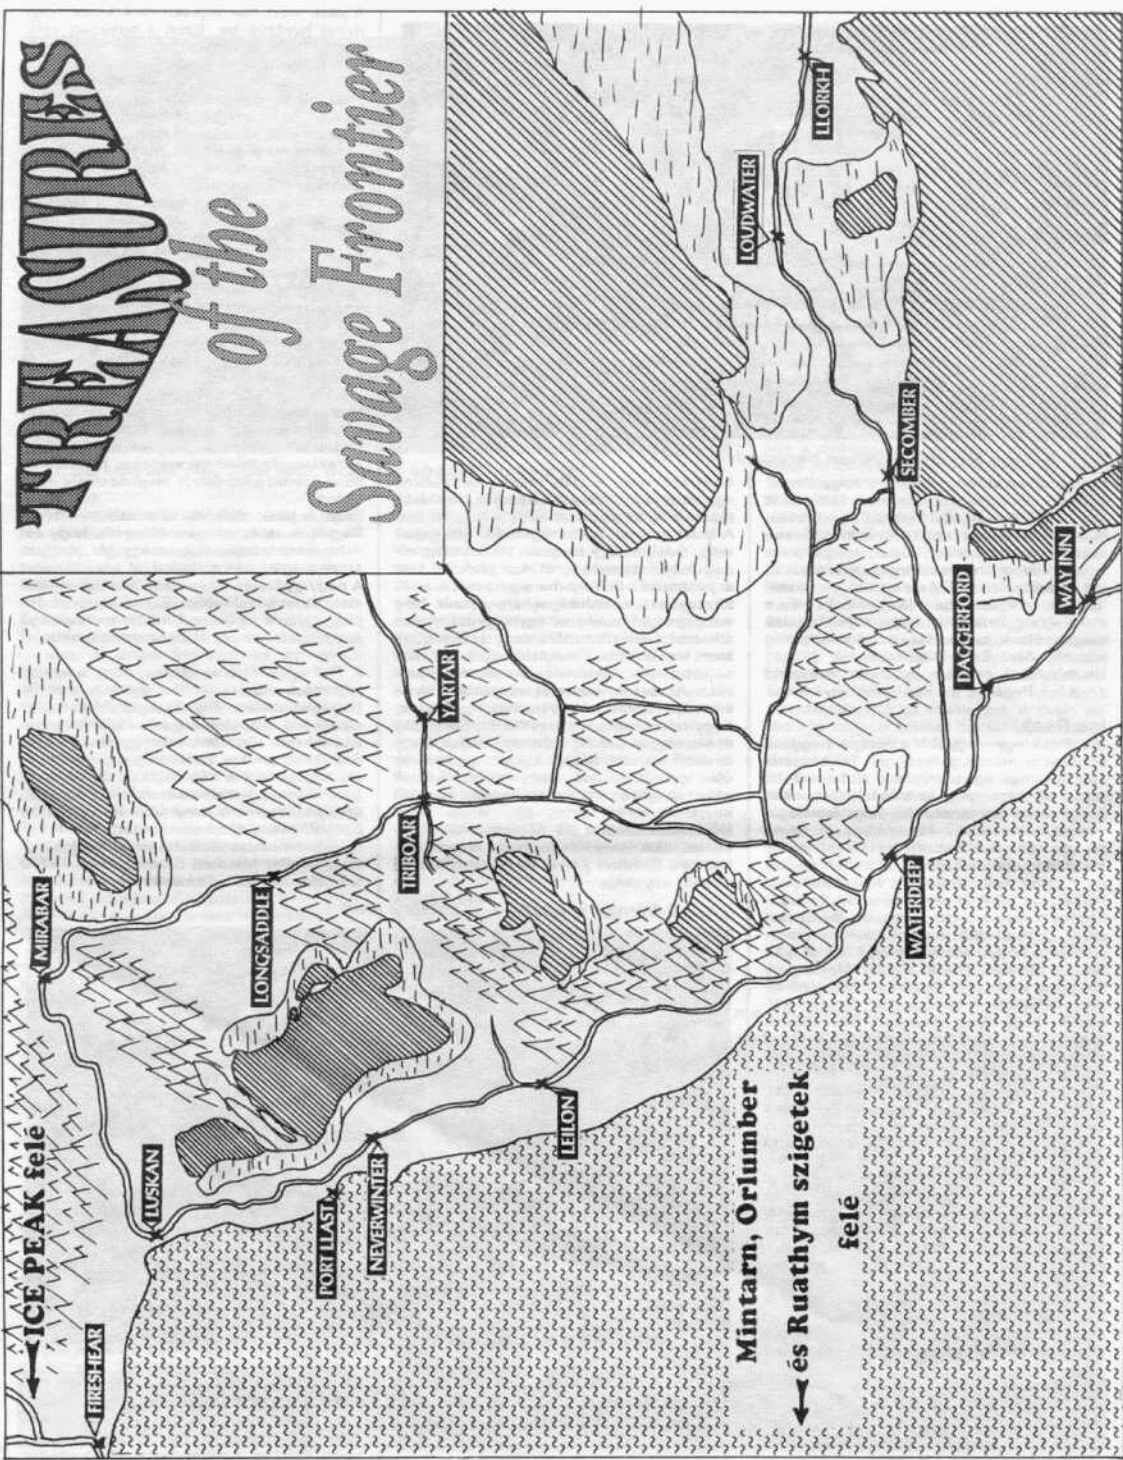 TREASURES
of the
Savage Frontier
ICE PEAK felé
FIRESHEAR
MIRABAR
LUSKAN
LONGSADDLE
PORT LLAST
NEVERWINTER
TRIBOAR
YARTAR
LEILON
LOUDWATER
LLORKH
SECOMBER
DAGGERFORD
WAY INN
WATERDEEP
Mintarn, Orlumber
és Ruathym szigetek
felé